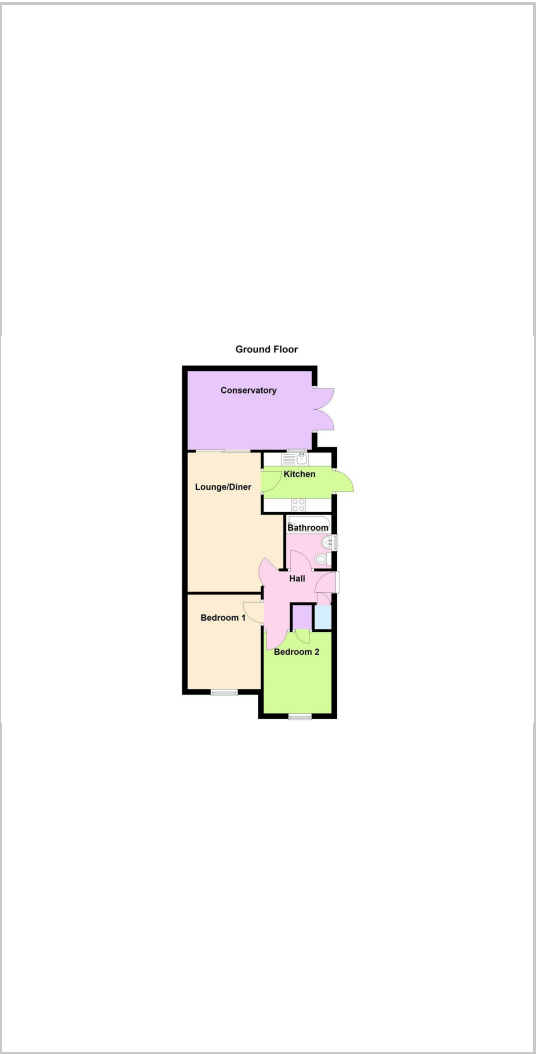 Ground Floor
Conservatory
Kitchen
Lounge/Diner
Bathroom
Hall
Bedroom 1
Bedroom 2